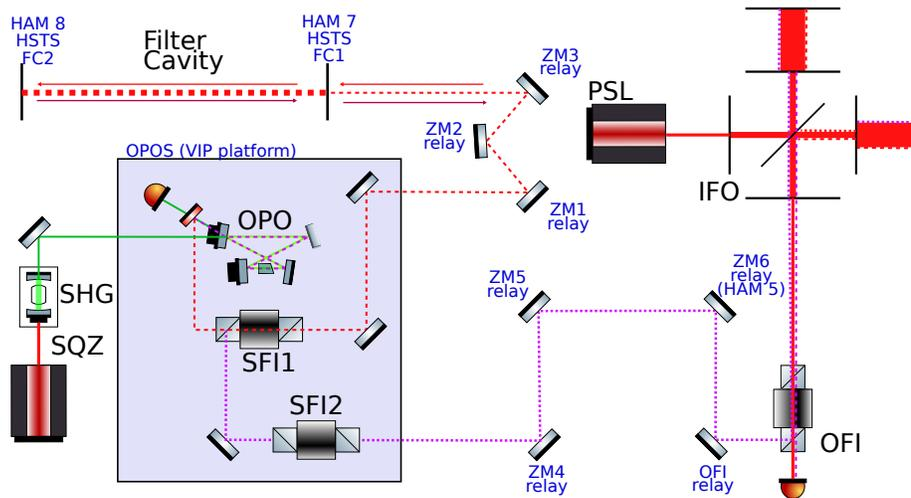 HAM 8
HSTS
FC2
Filter
Cavity
HAM 7
HSTS
FC1
ZM3
relay
PSL
ZM2
relay
OPOS (VIP platform)
IFO
ZM1
relay
OPO
SHG
SQZ
ZM5
relay
ZM6
relay
(HAM 5)
SFI1
SFI2
ZM4
relay
OFI
relay
OFI